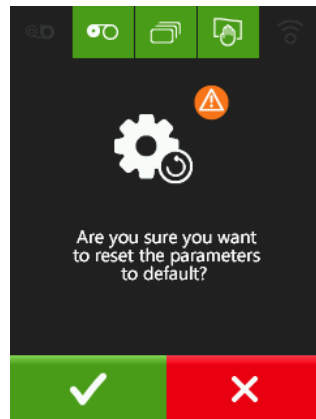 Are you sure you want
to reset the parameters
to default?